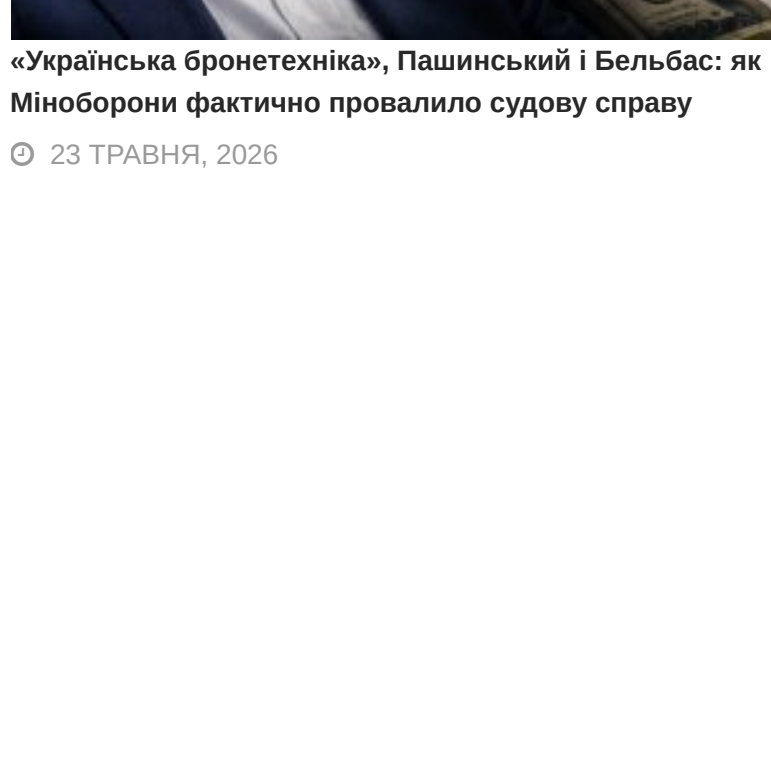 «Українська бронетехніка», Пашинський і Бельбас: як
Міноборони фактично провалило судову справу
23 ТРАВНЯ, 2026